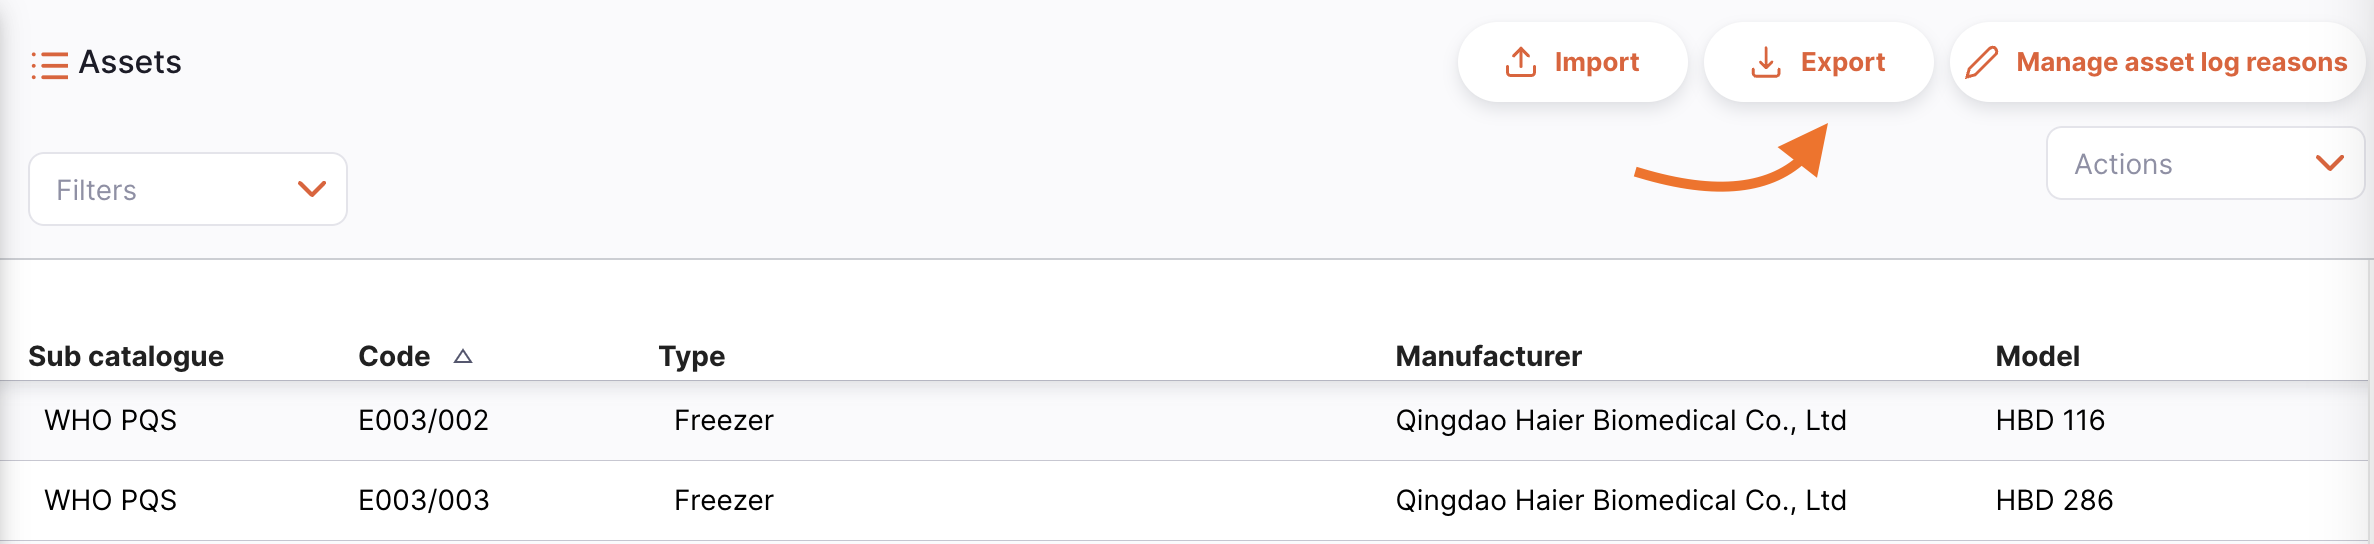 Assets
Import
Export
Manage asset log reasons
Filters
Actions
Sub catalogue Code Type Manufacturer Model
WHO PQS E003/002 Freezer Qingdao Haier Biomedical Co., Ltd HBD 116
WHO PQS E003/003 Freezer Qingdao Haier Biomedical Co., Ltd HBD 286